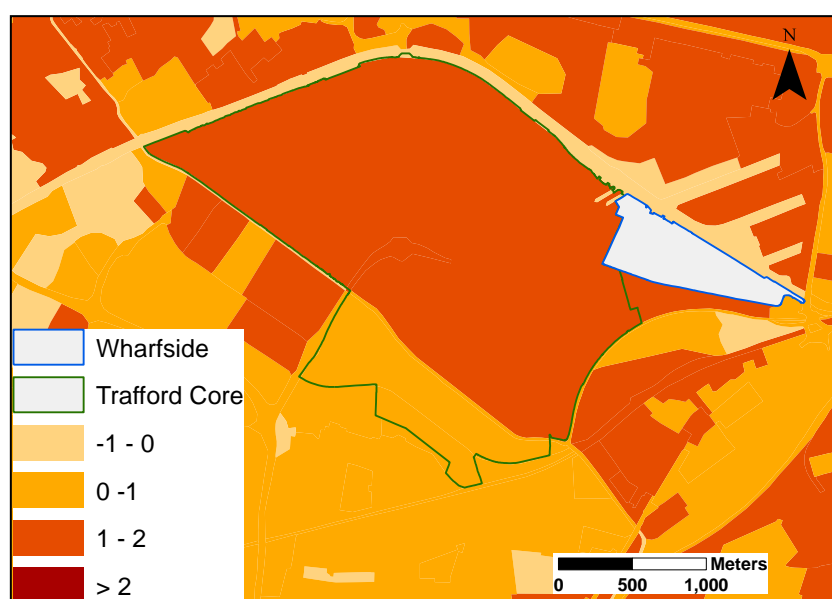 N
Wharfside
Trafford Core
-1 - 0
0 -1
1 - 2
> 2
Meters
0 500 1,000